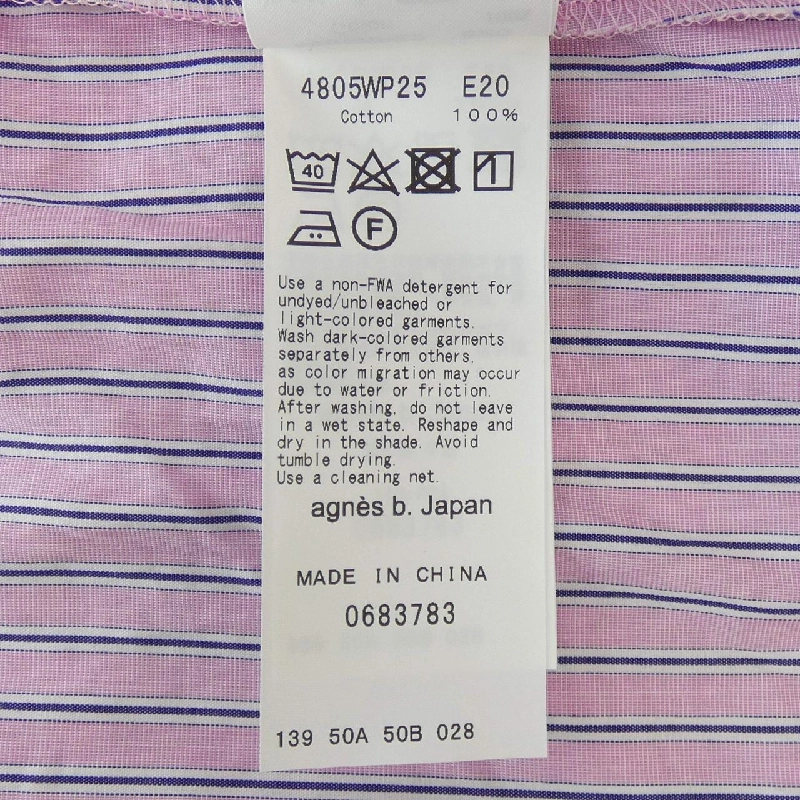 4805WP25 E20
Cotton 100%
40
F
Use a non-FWA detergent for
undyed/unbleached or
light-colored garments.
Wash dark-colored garments
separately from others,
as color migration may occur
due to water or friction.
After washing, do not leave
in a wet state. Reshape and
dry in the shade. Avoid
tumble drying.
Use a cleaning net.
agnès b. Japan
MADE IN CHINA
0683783
139 50A 50B 028